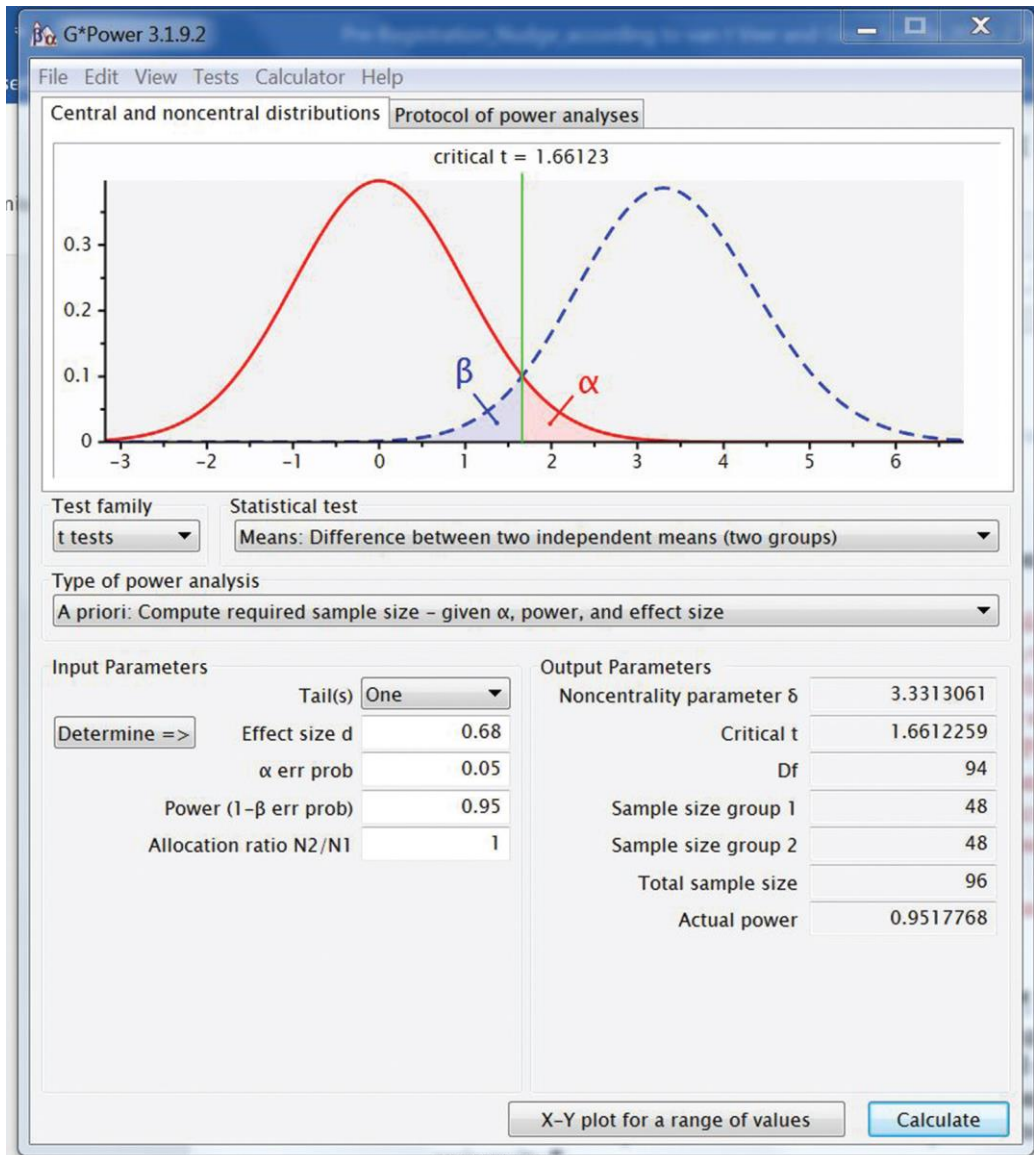 βα G*Power 3.1.9.2
File Edit View Tests Calculator Help
Central and noncentral distributions Protocol of power analyses
critical t = 1.66123
0.3
0.2
0.1
0
β
α
-3 -2 -1 0 1 2 3 4 5 6
Test family Statistical test
t tests Means: Difference between two independent means (two groups)
Type of power analysis
A priori: Compute required sample size – given α, power, and effect size
Input Parameters
Tail(s) One
Determine => Effect size d 0.68
α err prob 0.05
Power (1–β err prob) 0.95
Allocation ratio N2/N1 1
Output Parameters
Noncentrality parameter δ 3.3313061
Critical t 1.6612259
Df 94
Sample size group 1 48
Sample size group 2 48
Total sample size 96
Actual power 0.9517768
X–Y plot for a range of values Calculate